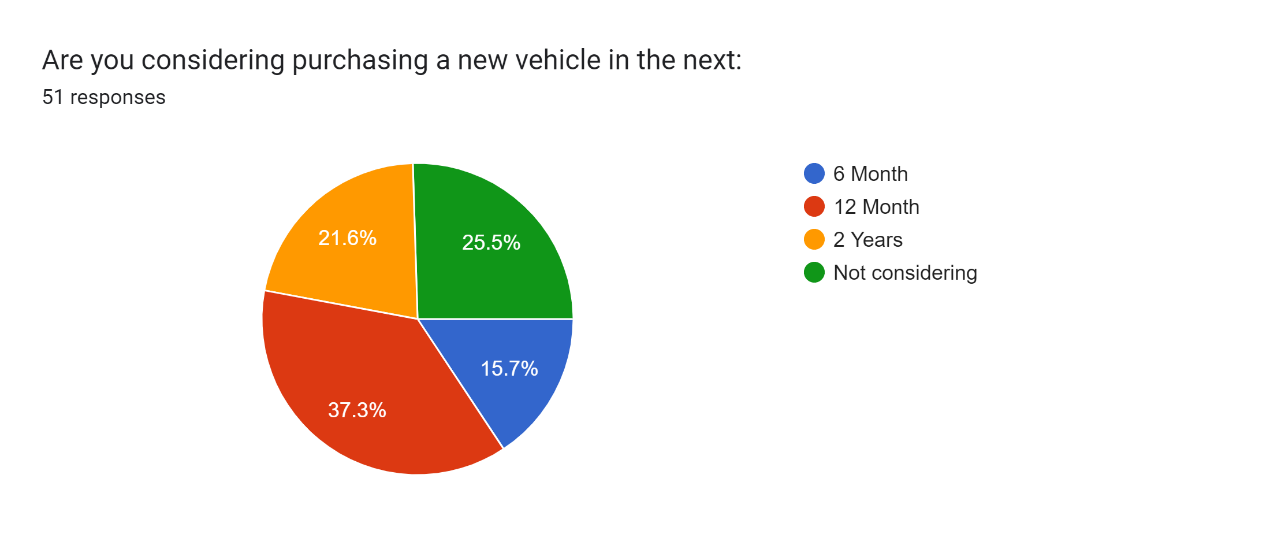 Are you considering purchasing a new vehicle in the next:
51 responses
6 Month
12 Month
2 Years
Not considering
21.6%
25.5%
15.7%
37.3%